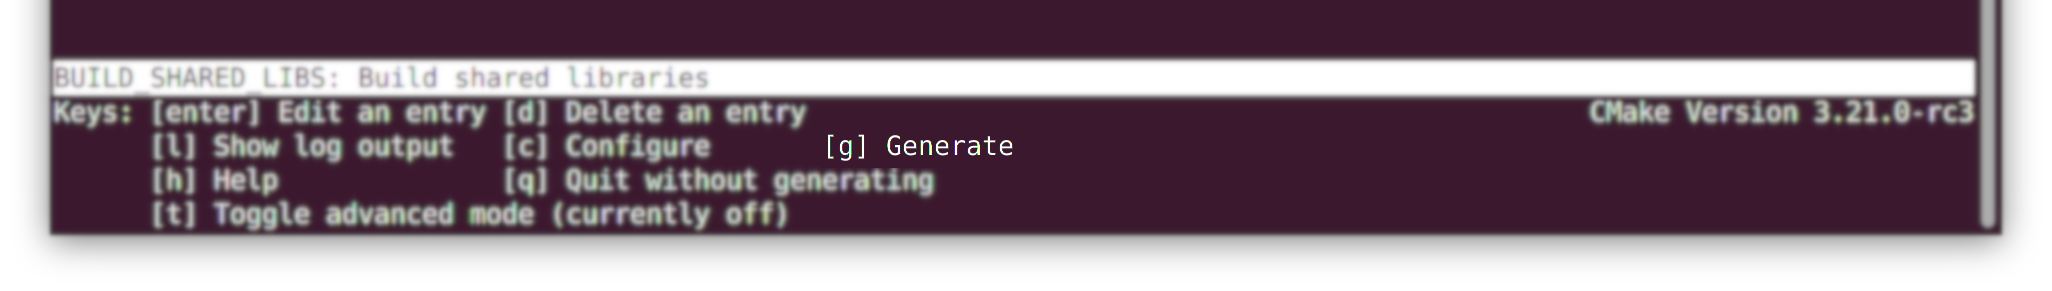 BUILD_SHARED_LIBS: Build shared libraries
Keys: [enter] Edit an entry [d] Delete an entry CMake Version 3.21.0-rc3
[l] Show log output [c] Configure [g] Generate
[h] Help [q] Quit without generating
[t] Toggle advanced mode (currently off)